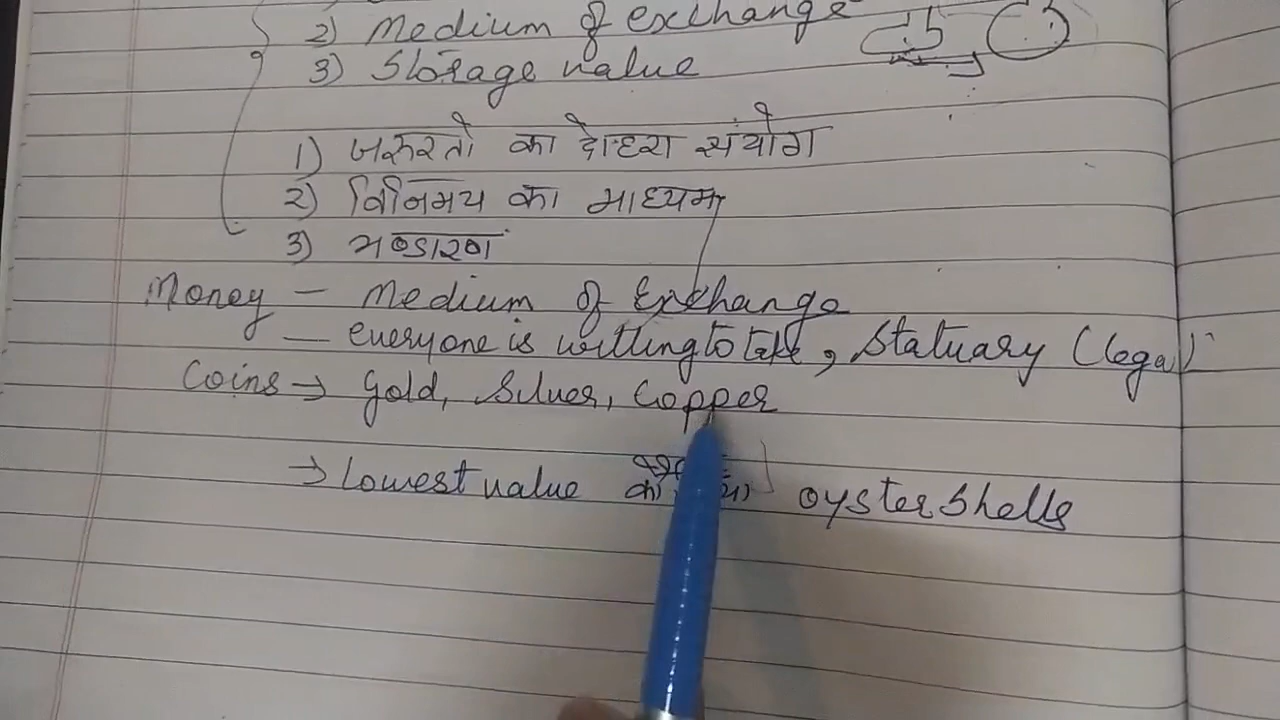 2) Medium of exchange
3) Storage value
1) जरुरतो का दोहरा संयोग
2) विनिमय का माध्यम
3) भण्डारण
Money - Medium of Exchange
- everyone is willing to take, Statuary (legal)
Coins → Gold, Silver, Copper
→ Lowest value oyster shells